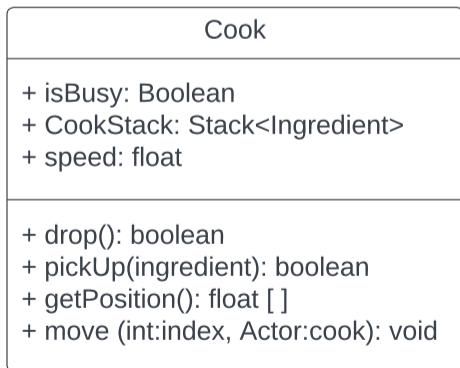 Cook
+ isBusy: Boolean
+ CookStack: Stack<Ingredient>
+ speed: float
+ drop(): boolean
+ pickUp(ingredient): boolean
+ getPosition(): float [ ]
+ move (int:index, Actor:cook): void